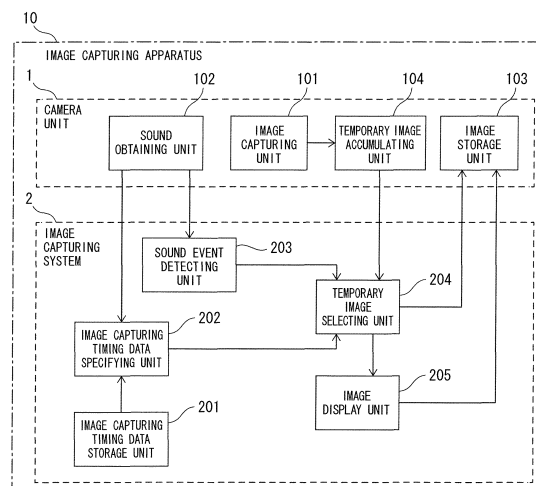 10
IMAGE CAPTURING APPARATUS
1
102
101
104
103
CAMERA
UNIT
SOUND
OBTAINING UNIT
IMAGE
CAPTURING
UNIT
TEMPORARY IMAGE
ACCUMULATING
UNIT
IMAGE
STORAGE
UNIT
2
IMAGE
CAPTURING
SYSTEM
203
SOUND EVENT
DETECTING
UNIT
204
TEMPORARY
IMAGE
SELECTING UNIT
202
IMAGE CAPTURING
TIMING DATA
SPECIFYING UNIT
205
IMAGE
DISPLAY UNIT
201
IMAGE CAPTURING
TIMING DATA
STORAGE UNIT